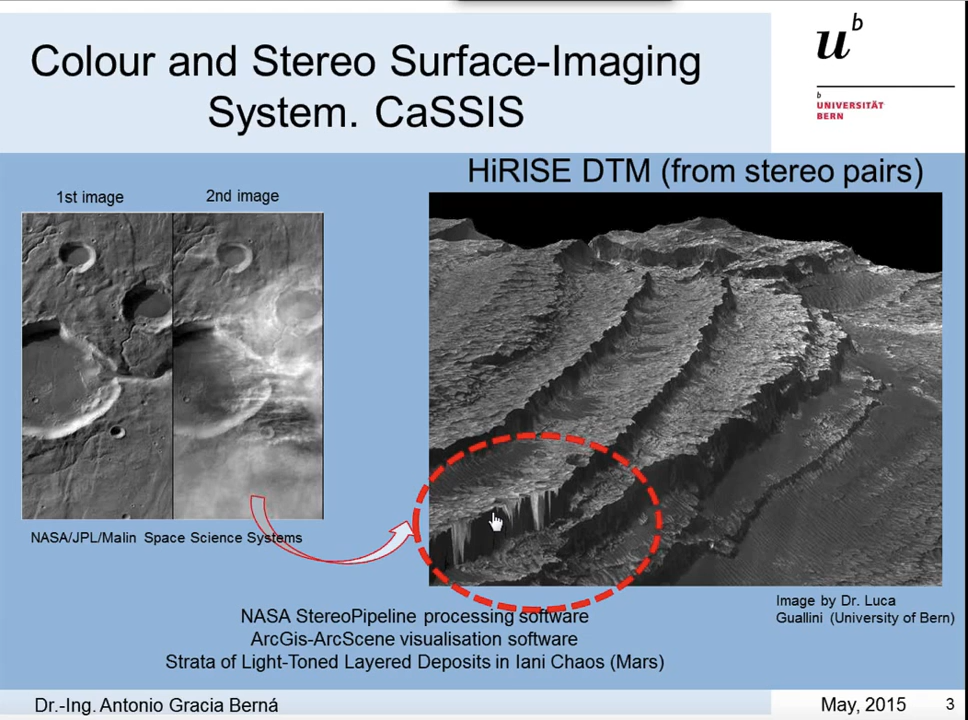 Colour and Stereo Surface-Imaging
System. CaSSIS
u b
b
UNIVERSITÄT
BERN
HiRISE DTM (from stereo pairs)
1st image
2nd image
NASA/JPL/Malin Space Science Systems
Image by Dr. Luca
Guallini (University of Bern)
NASA StereoPipeline processing software
ArcGis-ArcScene visualisation software
Strata of Light-Toned Layered Deposits in Iani Chaos (Mars)
Dr.-Ing. Antonio Gracia Berná
May, 2015
3